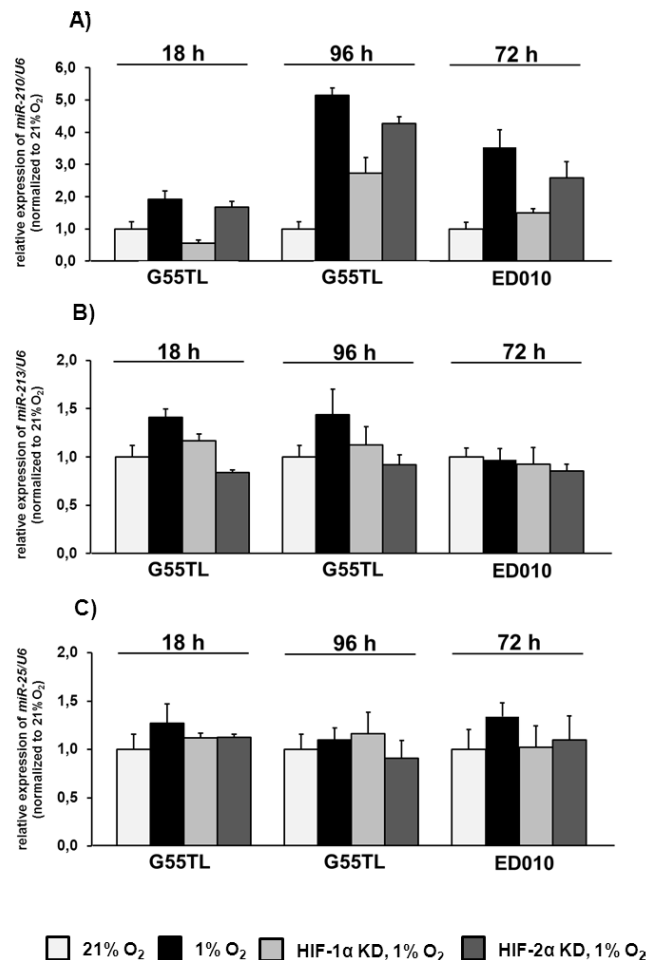 A)
18 h 96 h 72 h
relative expression of miR-210/U6
(normalized to 21% O₂)
6,0
5,0
4,0
3,0
2,0
1,0
0,0
G55TL G55TL ED010
B)
18 h 96 h 72 h
relative expression of miR-213/U6
(normalized to 21% O₂)
2,0
1,5
1,0
0,5
0,0
G55TL G55TL ED010
C)
18 h 96 h 72 h
relative expression of miR-25/U6
(normalized to 21% O₂)
2,0
1,5
1,0
0,5
0,0
G55TL G55TL ED010
21% O₂ 1% O₂ HIF-1α KD, 1% O₂ HIF-2α KD, 1% O₂